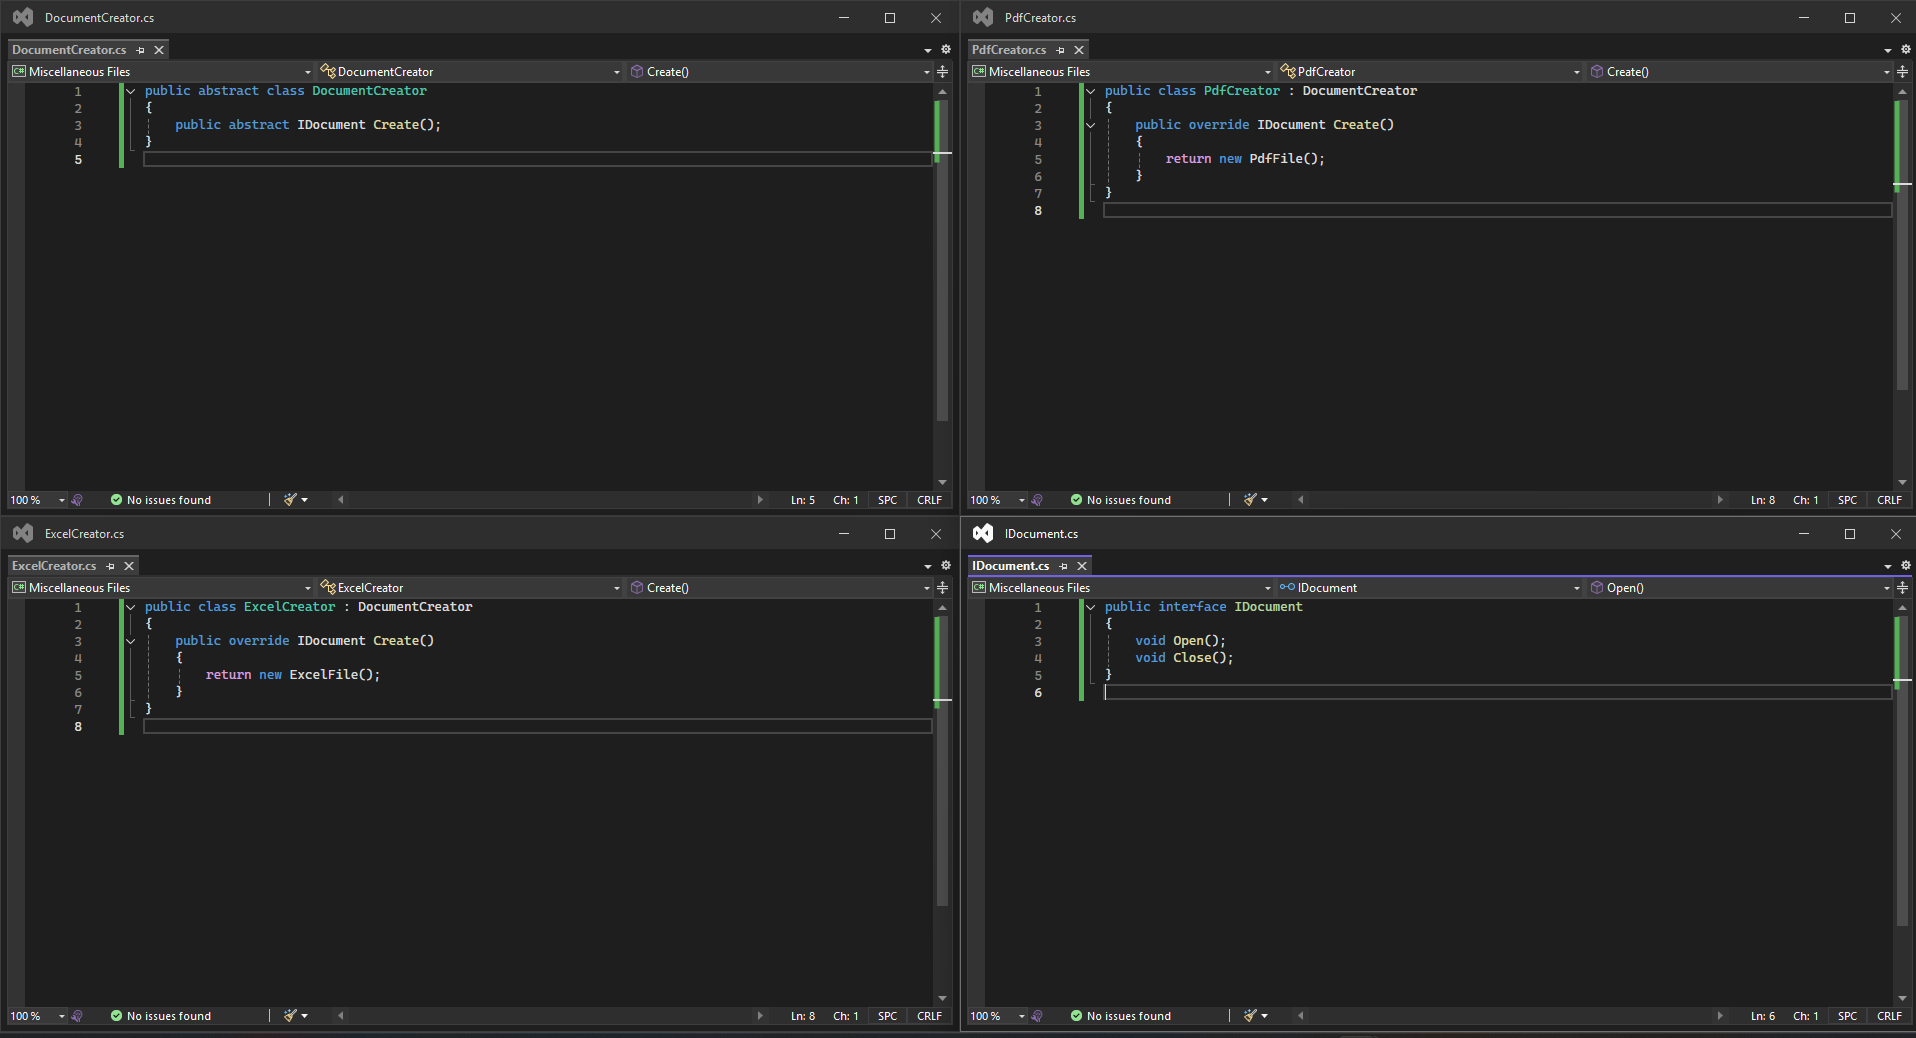 DocumentCreator.cs
DocumentCreator.cs
Miscellaneous Files DocumentCreator Create()
1 public abstract class DocumentCreator
2 {
3 public abstract IDocument Create();
4 }
5
100 % No issues found Ln: 5 Ch: 1 SPC CRLF
PdfCreator.cs
PdfCreator.cs
Miscellaneous Files PdfCreator Create()
1 public class PdfCreator : DocumentCreator
2 {
3 public override IDocument Create()
4 {
5 return new PdfFile();
6 }
7 }
8
100 % No issues found Ln: 8 Ch: 1 SPC CRLF
ExcelCreator.cs
ExcelCreator.cs
Miscellaneous Files ExcelCreator Create()
1 public class ExcelCreator : DocumentCreator
2 {
3 public override IDocument Create()
4 {
5 return new ExcelFile();
6 }
7 }
8
100 % No issues found Ln: 8 Ch: 1 SPC CRLF
IDocument.cs
IDocument.cs
Miscellaneous Files IDocument Open()
1 public interface IDocument
2 {
3 void Open();
4 void Close();
5 }
6
100 % No issues found Ln: 6 Ch: 1 SPC CRLF